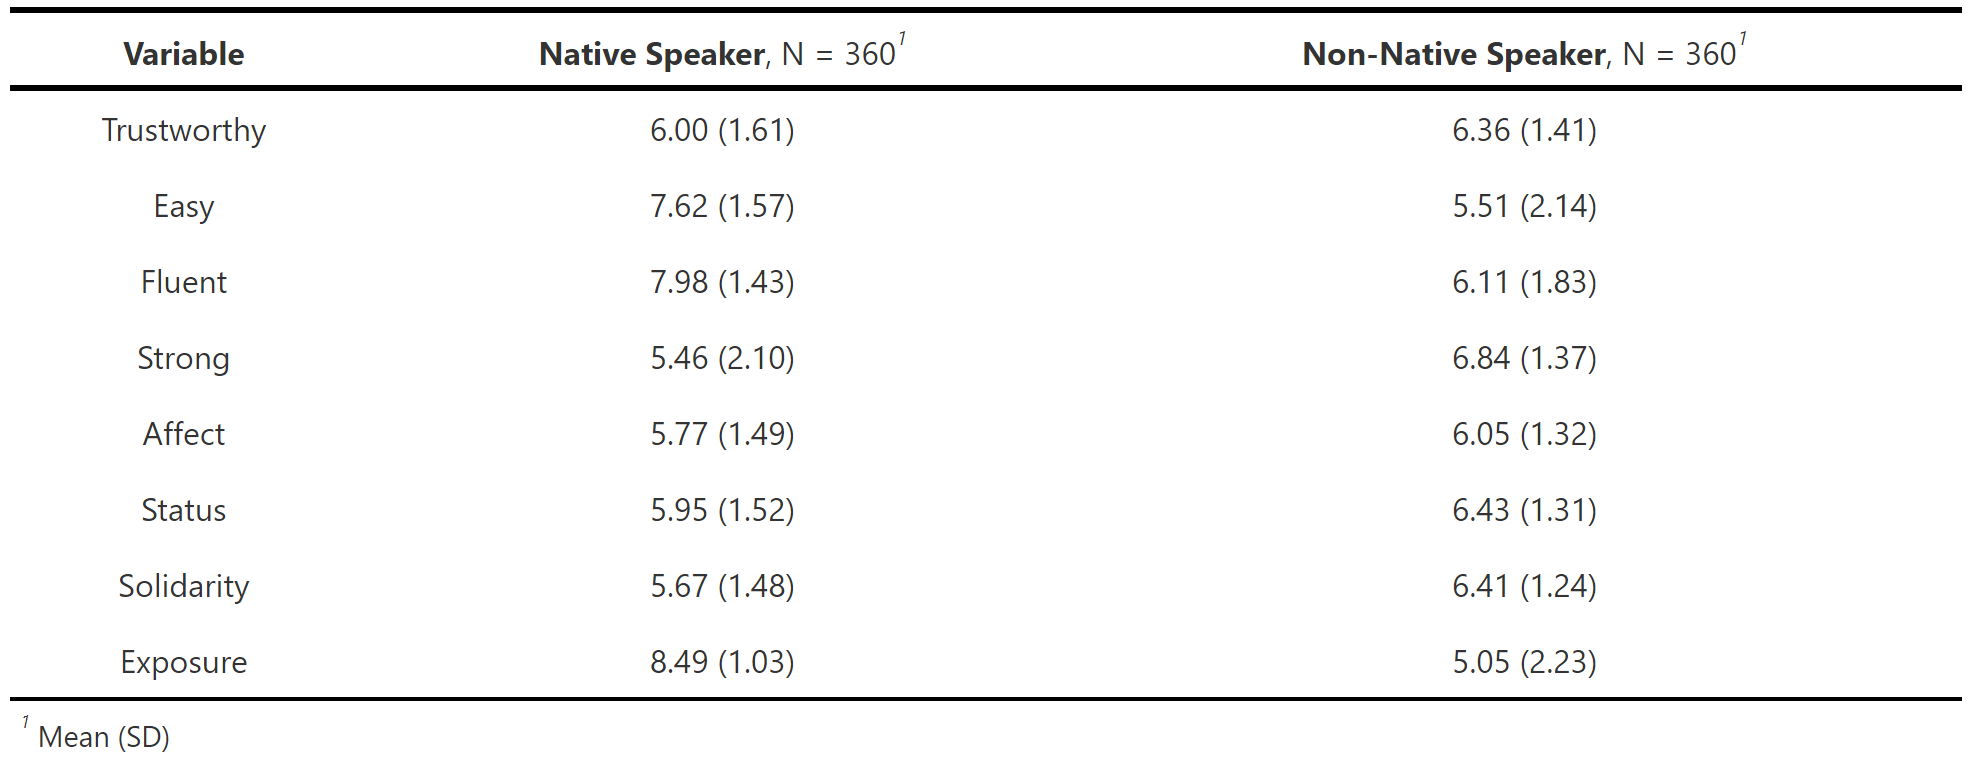 Variable Native Speaker, N = 360¹ Non-Native Speaker, N = 360¹
Trustworthy 6.00 (1.61) 6.36 (1.41)
Easy 7.62 (1.57) 5.51 (2.14)
Fluent 7.98 (1.43) 6.11 (1.83)
Strong 5.46 (2.10) 6.84 (1.37)
Affect 5.77 (1.49) 6.05 (1.32)
Status 5.95 (1.52) 6.43 (1.31)
Solidarity 5.67 (1.48) 6.41 (1.24)
Exposure 8.49 (1.03) 5.05 (2.23)
¹ Mean (SD)